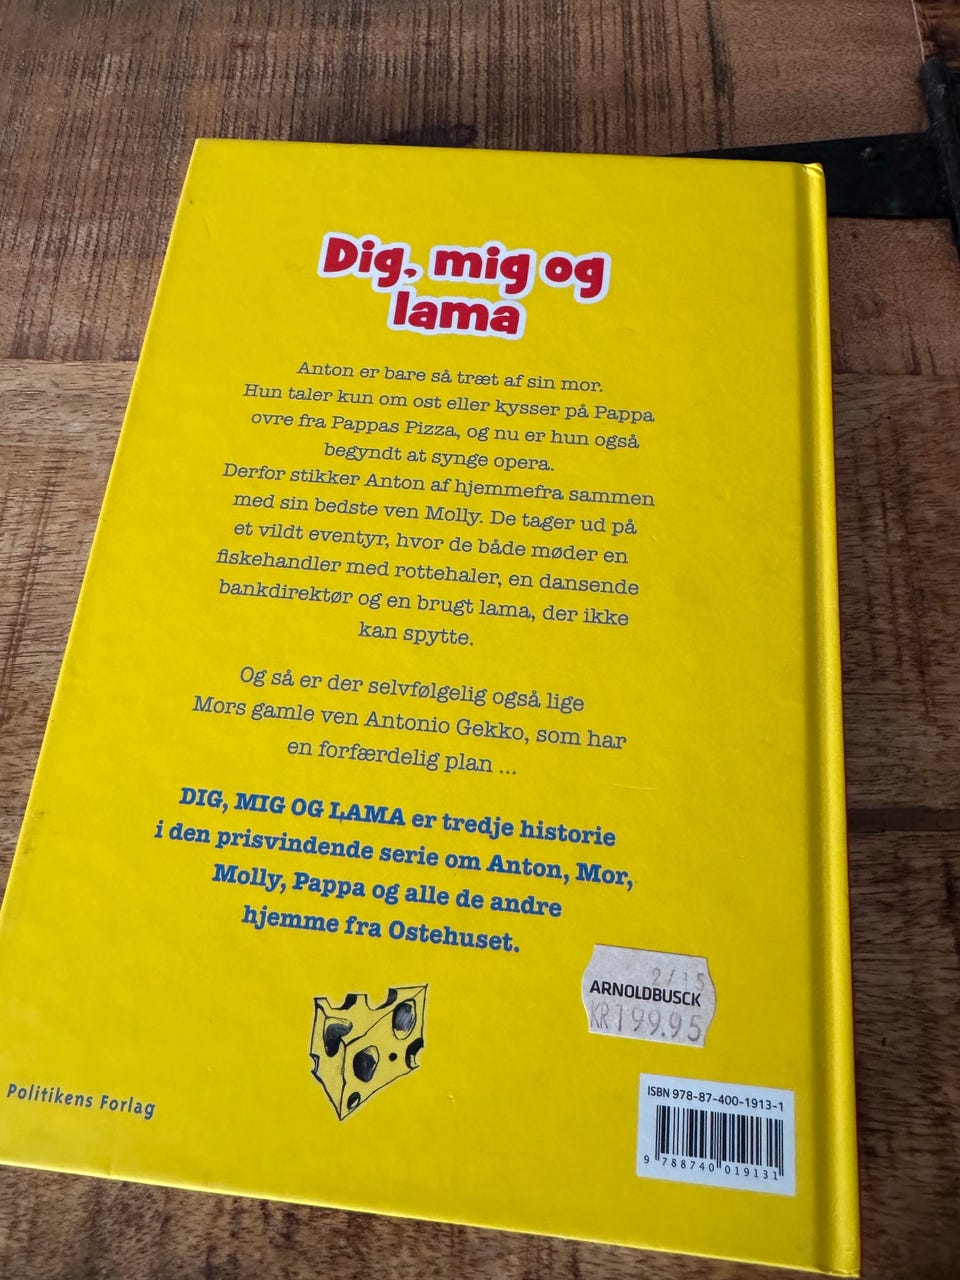 Dig, mig og
lama
Anton er bare så træt af sin mor.
Hun taler kun om ost eller kysser på Pappa
ovre fra Pappas Pizza, og nu er hun også
begyndt at synge opera.
Derfor stikker Anton af hjemmefra sammen
med sin bedste ven Molly. De tager ud på
et vildt eventyr, hvor de både møder en
fiskehandler med rottehaler, en dansende
bankdirektør og en brugt lama, der ikke
kan spytte.
Og så er der selvfølgelig også lige
Mors gamle ven Antonio Gekko, som har
en forfærdelig plan ...
DIG, MIG OG LAMA er tredje historie
i den prisvindende serie om Anton, Mor,
Molly, Pappa og alle de andre
hjemme fra Ostehuset.
2/15
ARNOLDBUSCK
KR199.95
Politikens Forlag
ISBN 978-87-400-1913-1
9 788740 019131